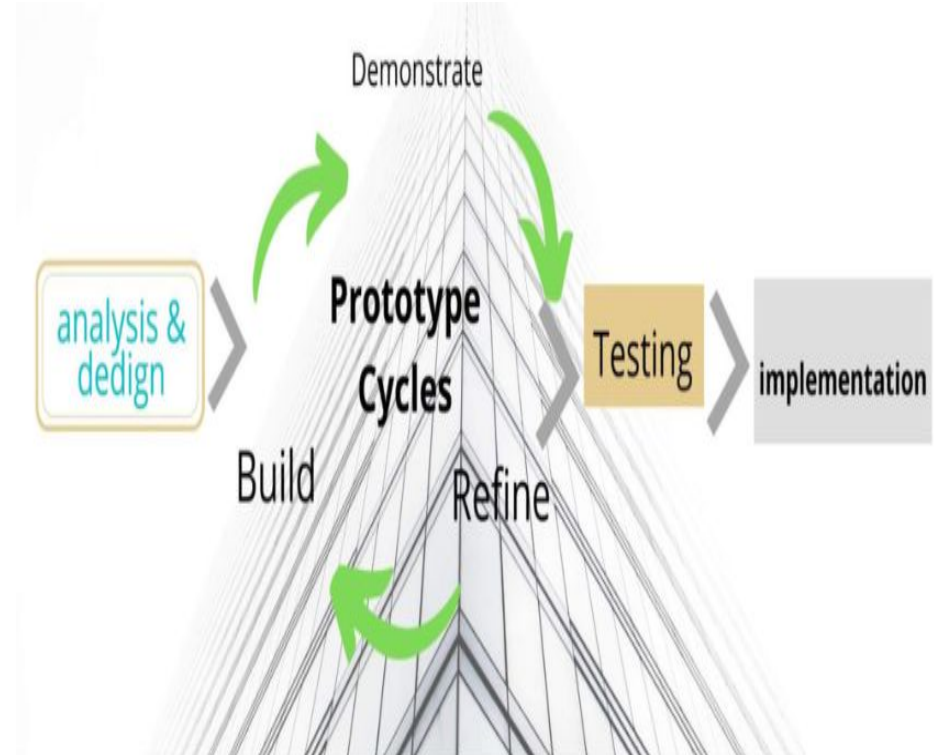 Demonstrate
analysis &
dedign
Prototype
Cycles
Testing
implementation
Build
Refine